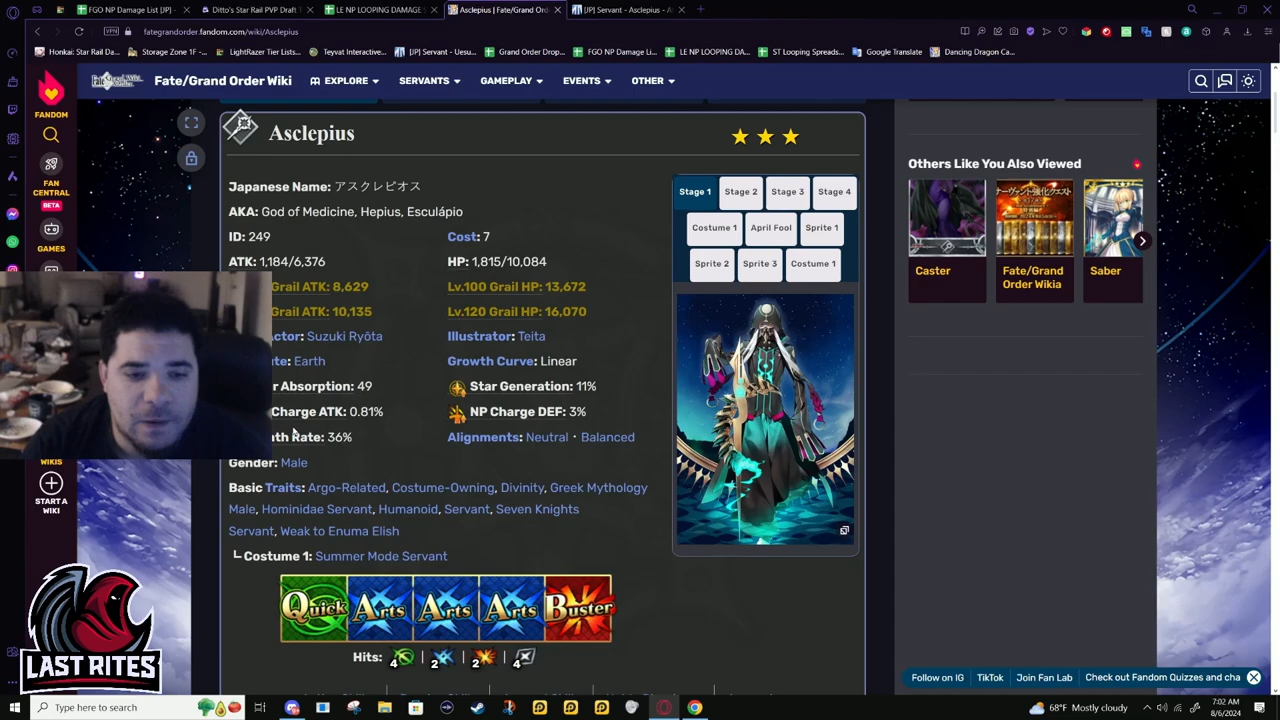 FGO NP Damage List [JP] -
Ditto's Star Rail PVP Draft T
LE NP LOOPING DAMAGE
Asclepius | Fate/Grand Or
[JP] Servant - Asclepius - A
VPN fategrandorder.fandom.com/wiki/Asclepius
Honkai: Star Rail Da...
Storage Zone - 1F -...
LightRazer Tier Lists...
Teyvat Interactive...
[JP] Servant - Uesu...
Grand Order Drop...
FGO NP Damage Li...
LE NP LOOPING DA...
ST Looping Spreads...
Google Translate
Dancing Dragon Ca...
Fate/Grand Order Wiki
EXPLORE
SERVANTS
GAMEPLAY
EVENTS
OTHER
FANDOM
FAN
CENTRAL
BETA
GAMES
WIKIS
START A
WIKI
Asclepius
Japanese Name: アスクレピオス
AKA: God of Medicine, Hepius, Esculápio
ID: 249
Cost: 7
ATK: 1,184/6,376
HP: 1,815/10,084
Grail ATK: 8,629
Lv.100 Grail HP: 13,672
Grail ATK: 10,135
Lv.120 Grail HP: 16,070
ctor: Suzuki Ryōta
Illustrator: Teita
te: Earth
Growth Curve: Linear
r Absorption: 49
Star Generation: 11%
Charge ATK: 0.81%
NP Charge DEF: 3%
th Rate: 36%
Alignments: Neutral・Balanced
Gender: Male
Basic Traits: Argo-Related, Costume-Owning, Divinity, Greek Mythology
Male, Hominidae Servant, Humanoid, Servant, Seven Knights
Servant, Weak to Enuma Elish
Costume 1: Summer Mode Servant
Quick
Arts
Arts
Arts
Buster
Hits: 4 | 2 | 2 | 4
Stage 1
Stage 2
Stage 3
Stage 4
Costume 1
April Fool
Sprite 1
Sprite 2
Sprite 3
Costume 1
Others Like You Also Viewed
Caster
Fate/Grand
Order Wikia
Saber
LAST RITES
Follow on IG
TikTok
Join Fan Lab
Check out Fandom Quizzes and cha
Type here to search
68°F Mostly cloudy
7:02 AM
8/6/2024